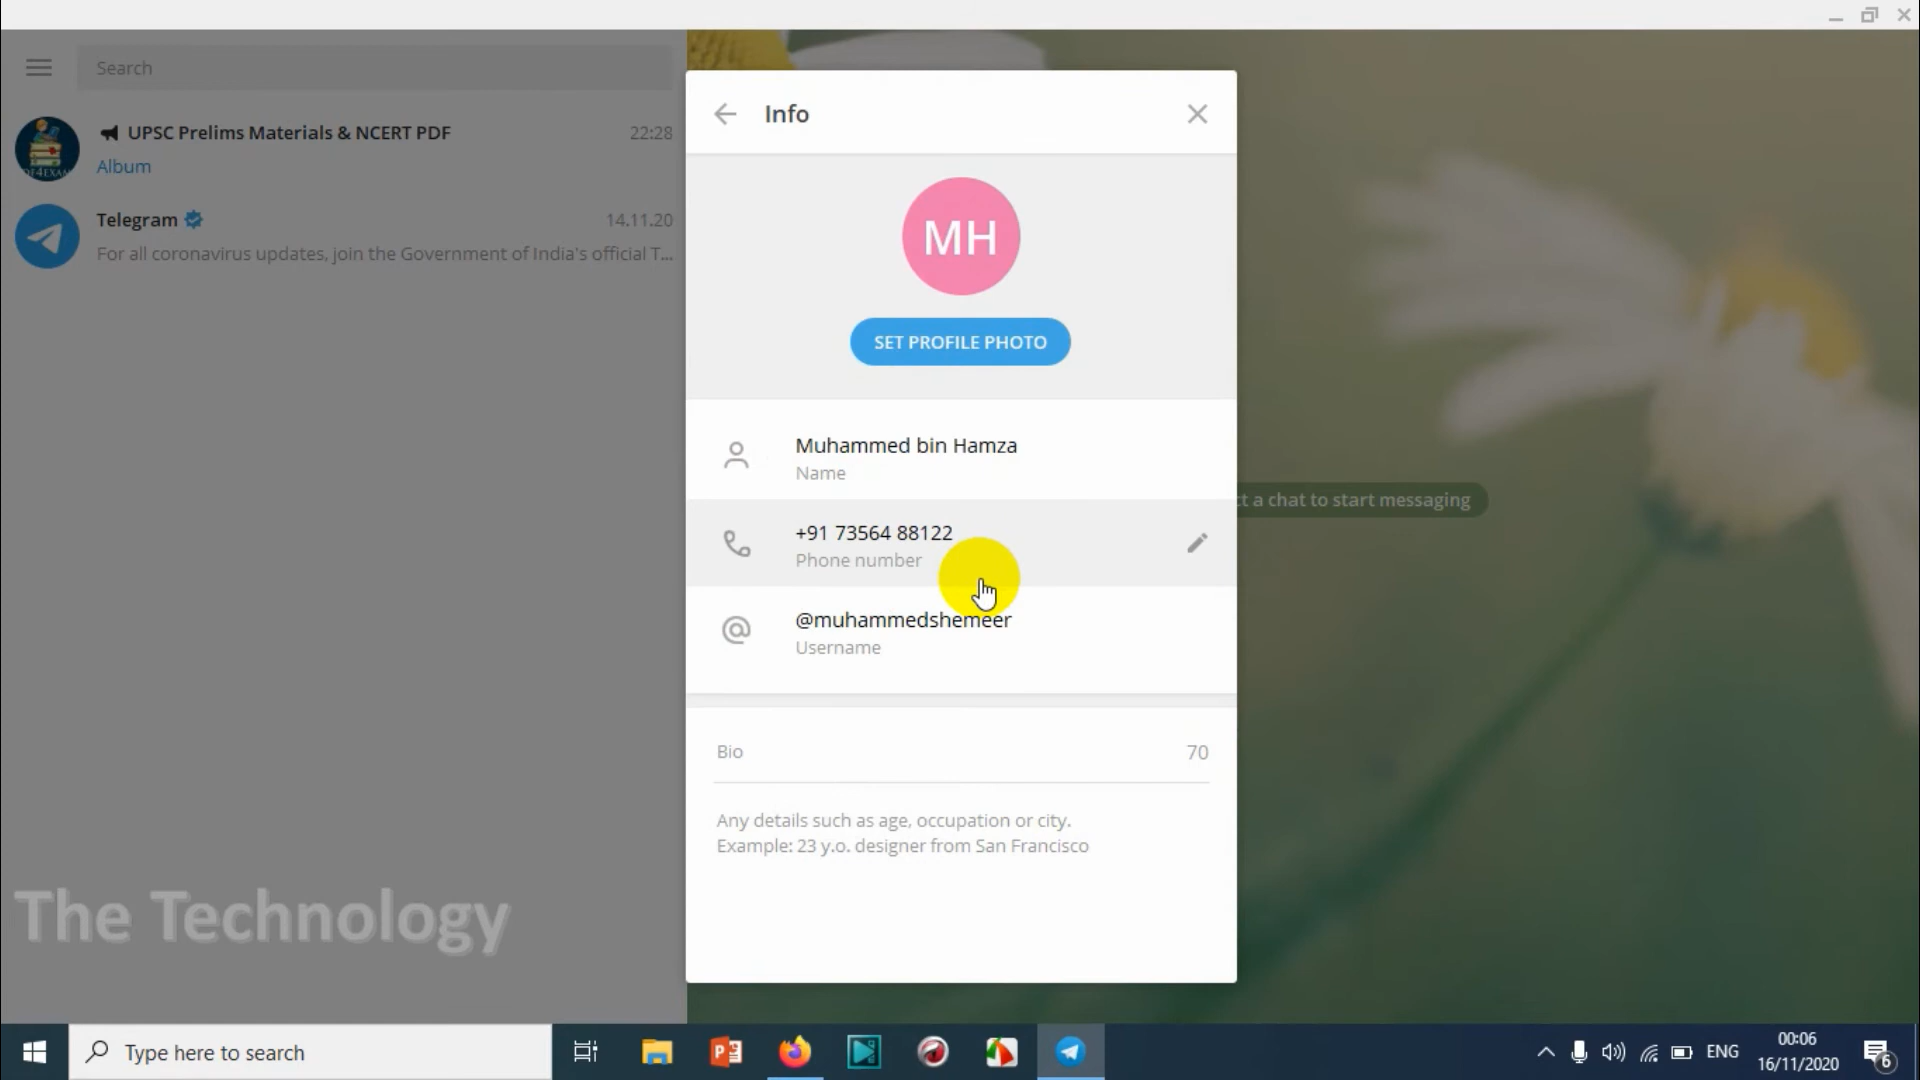 Search
UPSC Prelims Materials & NCERT PDF 22:28
Album
Telegram 14.11.20
For all coronavirus updates, join the Government of India's official T...
Info
MH
SET PROFILE PHOTO
Muhammed bin Hamza
Name
+91 73564 88122
Phone number
@muhammedshemeer
Username
Bio 70
Any details such as age, occupation or city.
Example: 23 y.o. designer from San Francisco
a chat to start messaging
The Technology
Type here to search
ENG
00:06
16/11/2020
6